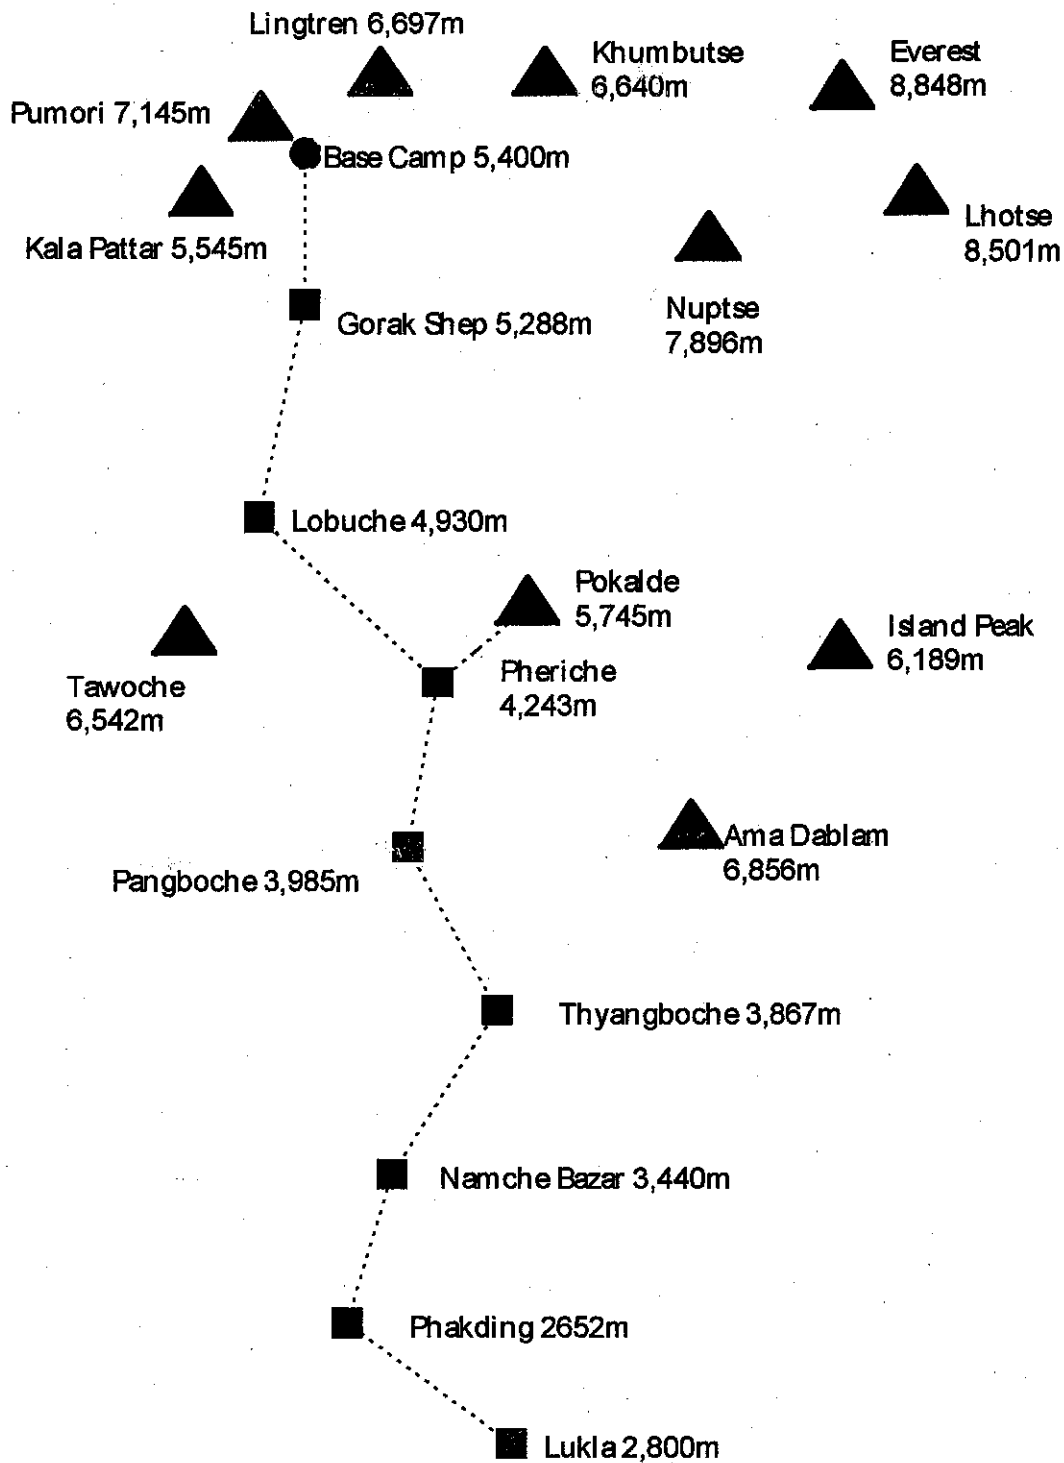 Lingtren 6,697m
Khumbutse
6,640m
Everest
8,848m
Pumori 7,145m
Base Camp 5,400m
Kala Pattar 5,545m
Lhotse
8,501m
Nuptse
7,896m
Gorak Shep 5,288m
Lobuche 4,930m
Pokalde
5,745m
Island Peak
6,189m
Tawoche
6,542m
Pheriche
4,243m
Ama Dablam
6,856m
Pangboche 3,985m
Thyangboche 3,867m
Namche Bazar 3,440m
Phakding 2652m
Lukla 2,800m